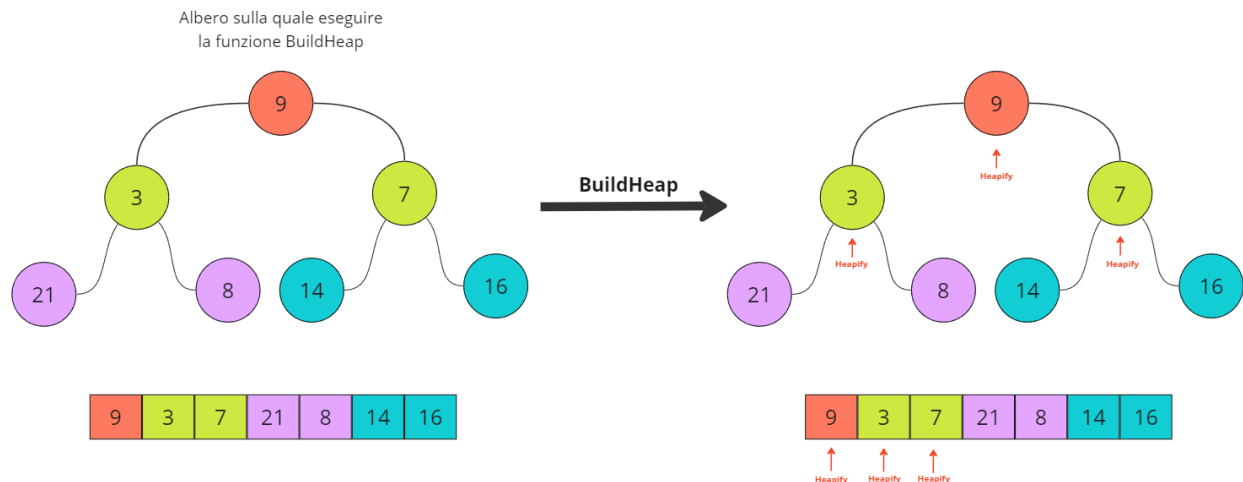 Albero sulla quale eseguire
la funzione BuildHeap
9
3
7
21
8
14
16
9 3 7 21 8 14 16
BuildHeap
9
Heapify
3
Heapify
7
Heapify
21
8
14
16
9 3 7 21 8 14 16
Heapify Heapify Heapify